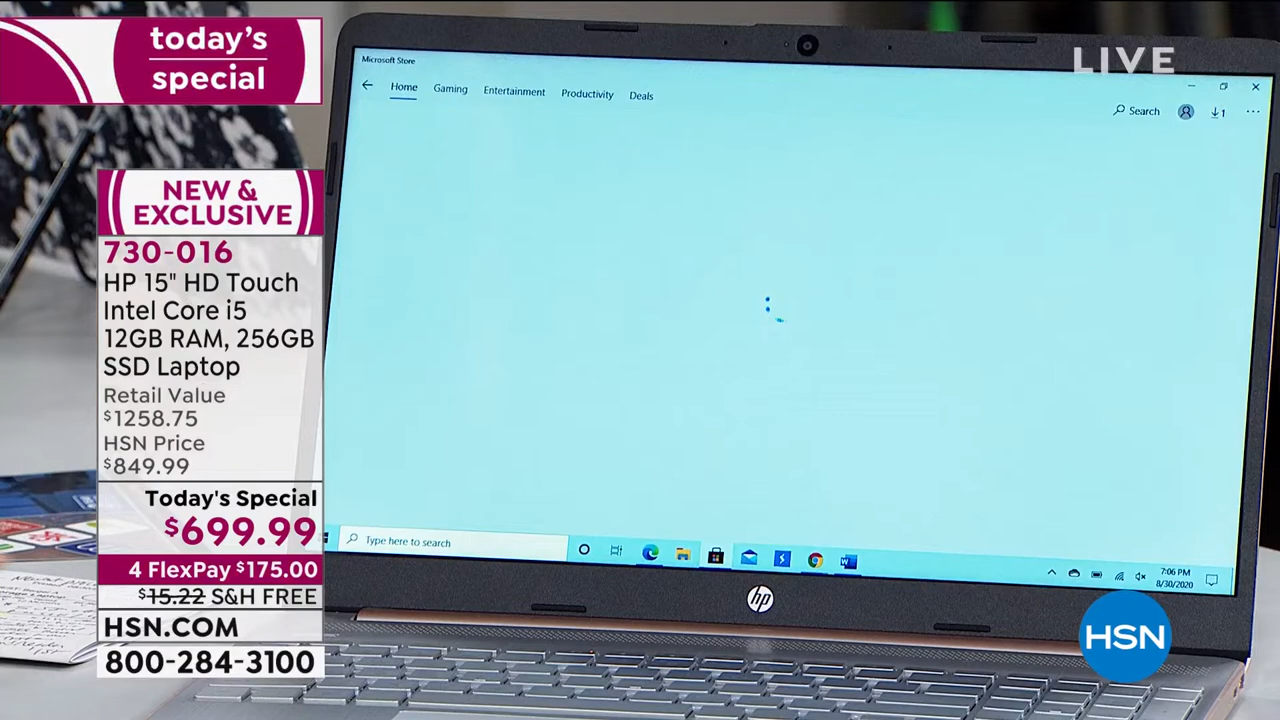 today's
special
LIVE
NEW &
EXCLUSIVE
730-016
HP 15" HD Touch
Intel Core i5
12GB RAM, 256GB
SSD Laptop
Retail Value
$1258.75
HSN Price
$849.99
Today's Special
$699.99
4 FlexPay $175.00
$15.22 S&H FREE
HSN.COM
800-284-3100
Microsoft Store
Home Gaming Entertainment Productivity Deals
Search 1
Type here to search
7:06 PM
8/30/2020
hp
HSN